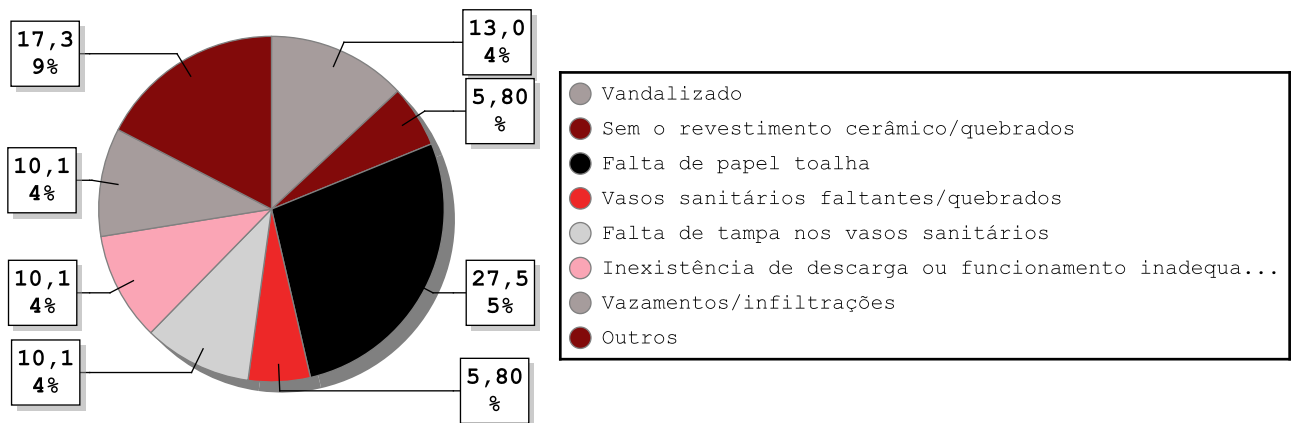 17,3
9%
13,0
4%
5,80
%
10,1
4%
10,1
4%
27,5
5%
10,1
4%
5,80
%
Vandalizado
Sem o revestimento cerâmico/quebrados
Falta de papel toalha
Vasos sanitários faltantes/quebrados
Falta de tampa nos vasos sanitários
Inexistência de descarga ou funcionamento inadequa...
Vazamentos/infiltrações
Outros